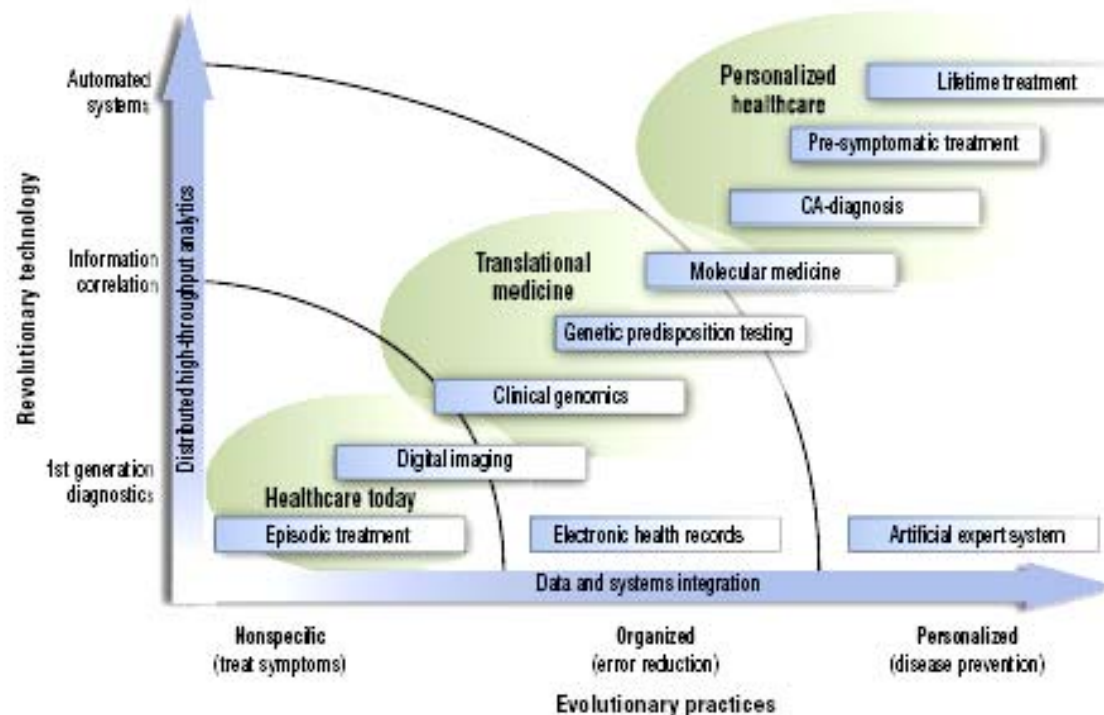 Automated
systems
Personalized
healthcare
Lifetime treatment
Pre-symptomatic treatment
CA-diagnosis
Revolutionary technology
Distributed high-throughput analytics
Information
correlation
Translational
medicine
Molecular medicine
Genetic predisposition testing
Clinical genomics
1st generation
diagnostics
Digital imaging
Healthcare today
Episodic treatment
Electronic health records
Artificial expert system
Data and systems integration
Nonspecific
(treat symptoms)
Organized
(error reduction)
Personalized
(disease prevention)
Evolutionary practices